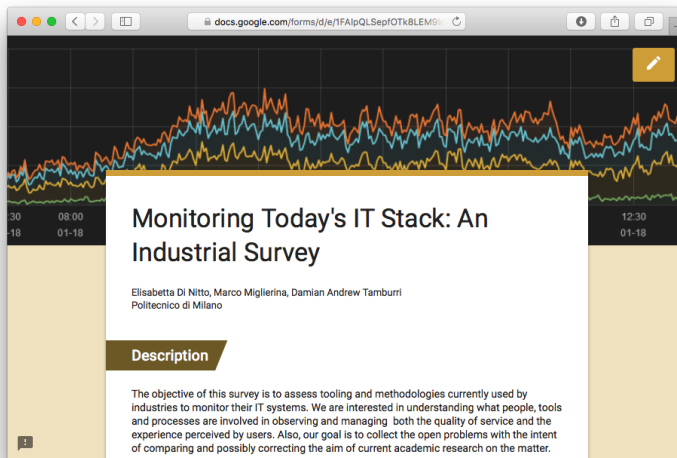 docs.google.com/forms/d/e/1FAIpQLSepfOTk8LEM9
:30 08:00 12:30
-18 01-18 01-18
Monitoring Today's IT Stack: An
Industrial Survey
Elisabetta Di Nitto, Marco Miglierina, Damian Andrew Tamburri
Politecnico di Milano
Description
The objective of this survey is to assess tooling and methodologies currently used by
industries to monitor their IT systems. We are interested in understanding what people, tools
and processes are involved in observing and managing both the quality of service and the
experience perceived by users. Also, our goal is to collect the open problems with the intent
of comparing and possibly correcting the aim of current academic research on the matter.